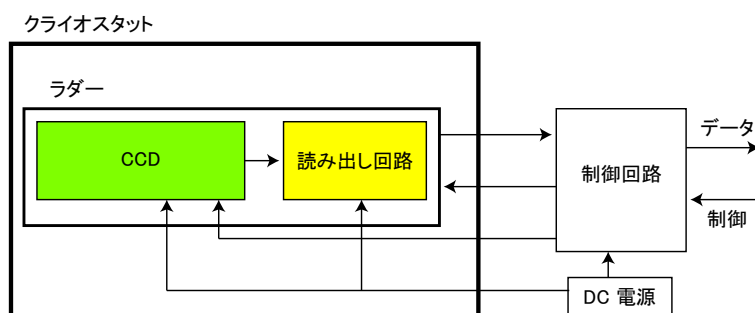 クライオスタット
ラダー
CCD
読み出し回路
制御回路
データ
制御
DC 電源